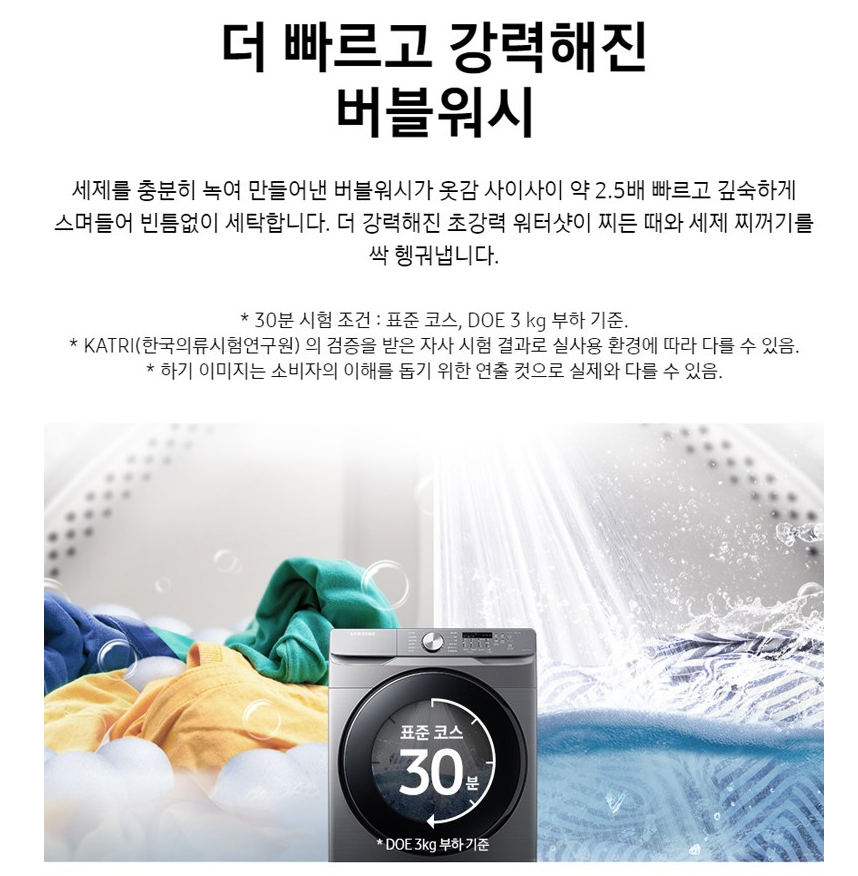 더 빠르고 강력해진
버블워시
세제를 충분히 녹여 만들어낸 버블워시가 옷감 사이사이 약 2.5배 빠르고 깊숙하게
스며들어 빈틈없이 세탁합니다. 더 강력해진 초강력 워터샷이 찌든 때와 세제 찌꺼기를
싹 헹궈냅니다.
* 30분 시험 조건 : 표준 코스, DOE 3 kg 부하 기준.
* KATRI(한국의류시험연구원) 의 검증을 받은 자사 시험 결과로 실사용 환경에 따라 다를 수 있음.
* 하기 이미지는 소비자의 이해를 돕기 위한 연출 컷으로 실제와 다를 수 있음.
SAMSUNG
표준 코스
30분
* DOE 3kg 부하 기준